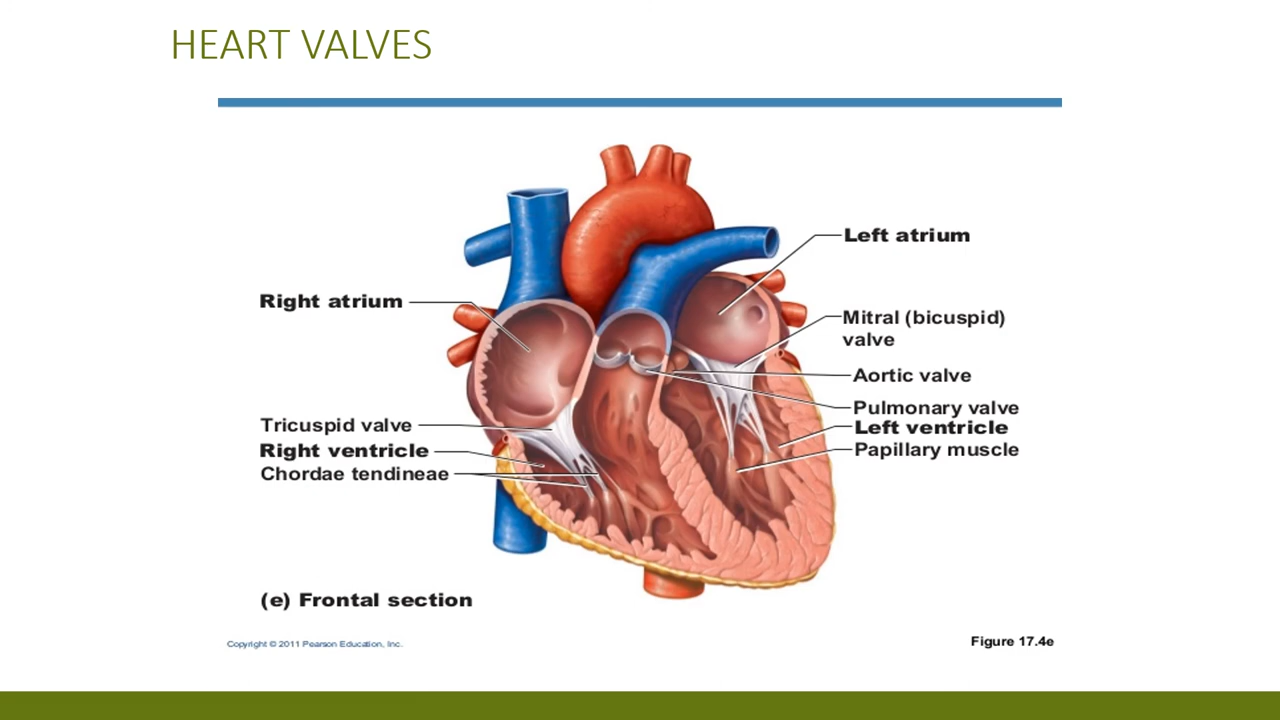 HEART VALVES
Left atrium
Right atrium
Mitral (bicuspid)
valve
Aortic valve
Pulmonary valve
Tricuspid valve
Left ventricle
Right ventricle
Papillary muscle
Chordae tendineae
(e) Frontal section
Copyright © 2011 Pearson Education, Inc.
Figure 17.4e